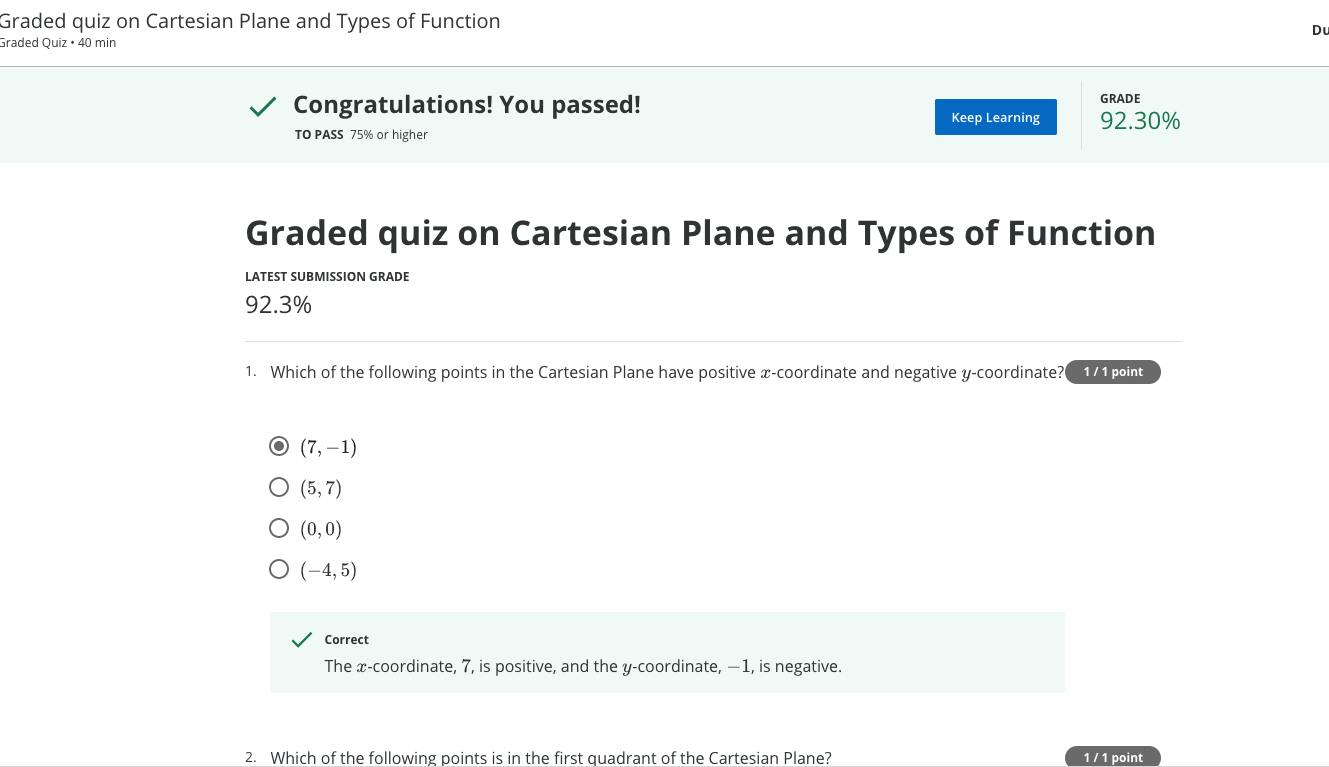 Graded quiz on Cartesian Plane and Types of Function
Graded Quiz • 40 min
Du
Congratulations! You passed!
TO PASS 75% or higher
Keep Learning
GRADE
92.30%
Graded quiz on Cartesian Plane and Types of Function
LATEST SUBMISSION GRADE
92.3%
1. Which of the following points in the Cartesian Plane have positive x-coordinate and negative y-coordinate? 1 / 1 point
(7, −1)
(5, 7)
(0, 0)
(−4, 5)
Correct
The x-coordinate, 7, is positive, and the y-coordinate, −1, is negative.
2. Which of the following points is in the first quadrant of the Cartesian Plane? 1 / 1 point